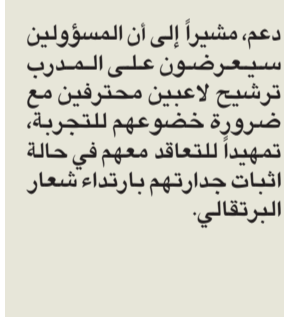 دعم، مشيراً إلى أن المسؤولين
سيعرضون على المدرب
ترشيح لاعبين محترفين مع
ضرورة خضوعهم للتجربة،
تمهيداً للتعاقد معهم في حالة
اثبات جدارتهم بارتداء شعار
البرتقالي.